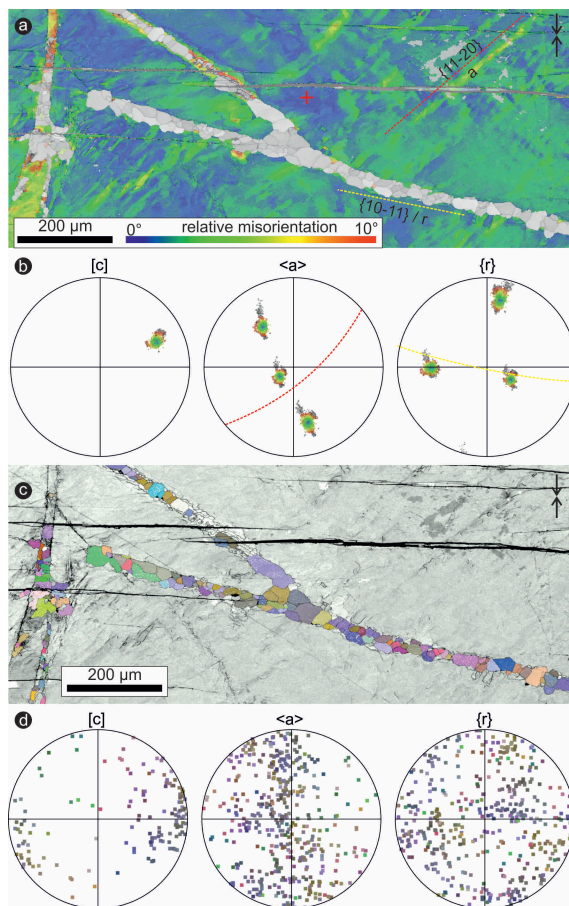 a
{11-20}
a
{10-11} / r
200 µm
0° relative misorientation 10°
b
[c] <a> {r}
c
200 µm
d
[c] <a> {r}